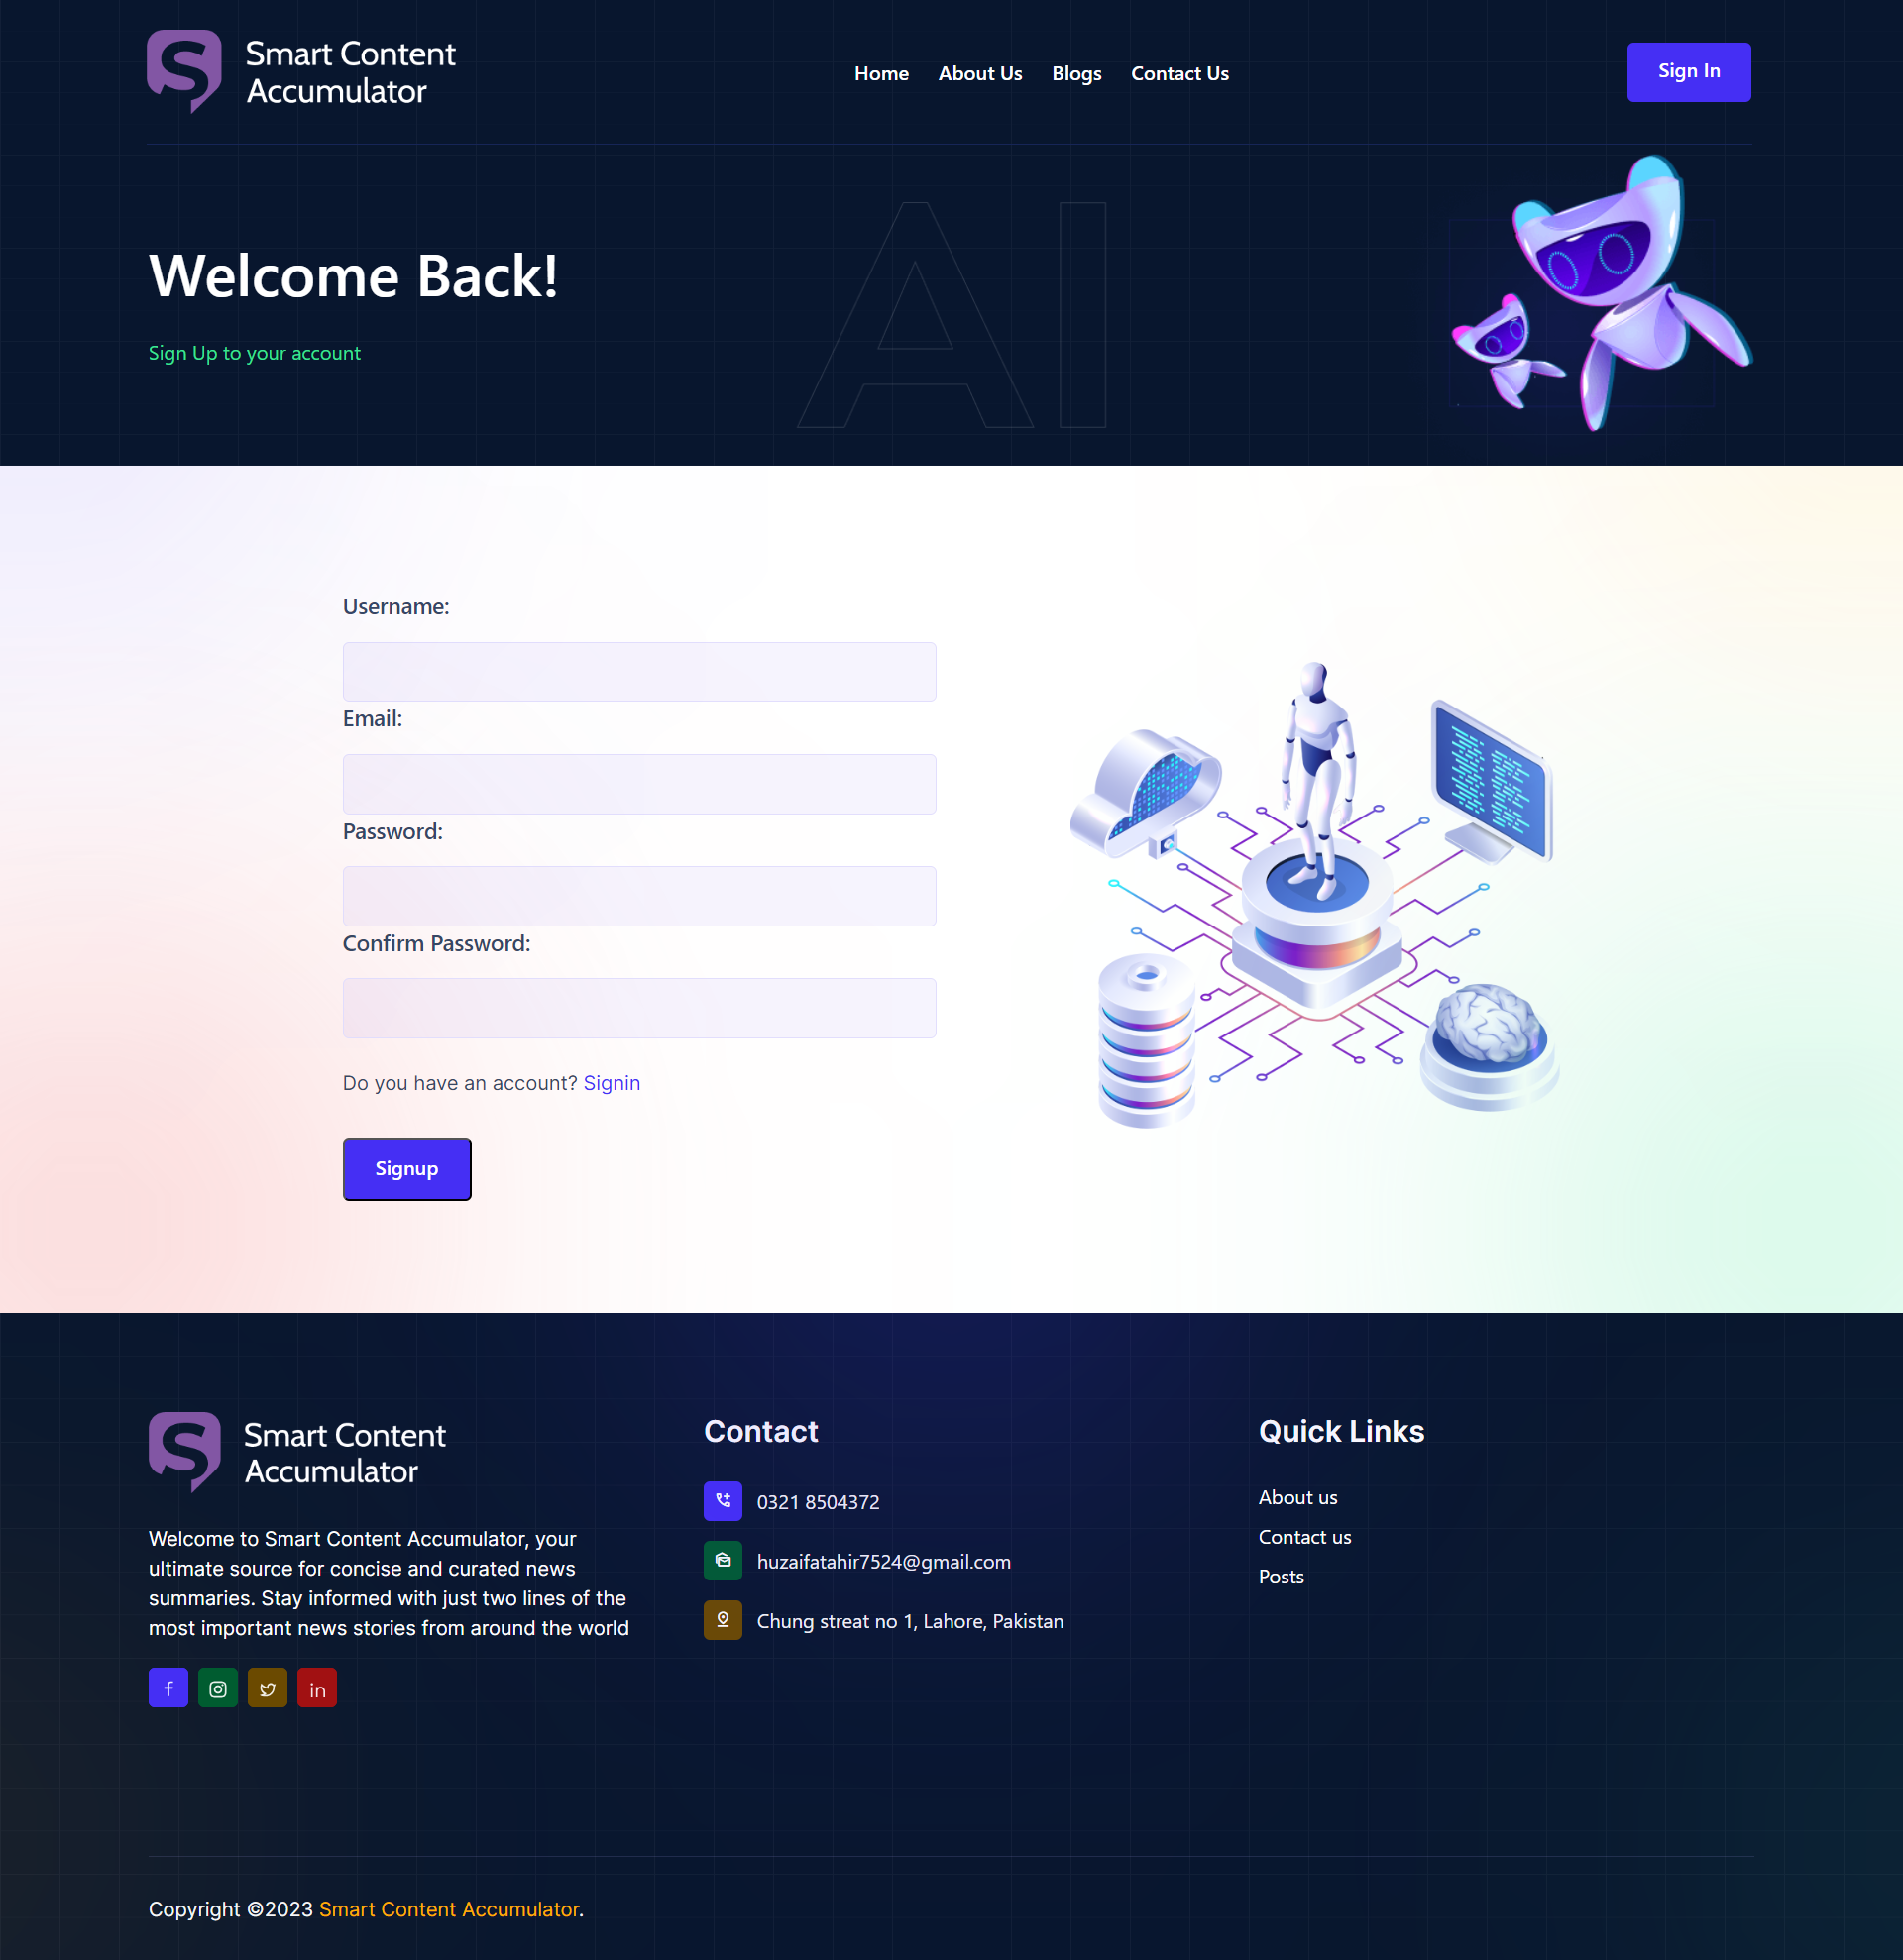 Smart Content
Accumulator
Home About Us Blogs Contact Us
Sign In
AI
Welcome Back!
Sign Up to your account
Username:
Email:
Password:
Confirm Password:
Do you have an account? Signin
Signup
Smart Content
Accumulator
Welcome to Smart Content Accumulator, your
ultimate source for concise and curated news
summaries. Stay informed with just two lines of the
most important news stories from around the world
Contact
0321 8504372
huzaifatahir7524@gmail.com
Chung streat no 1, Lahore, Pakistan
Quick Links
About us
Contact us
Posts
Copyright ©2023 Smart Content Accumulator.